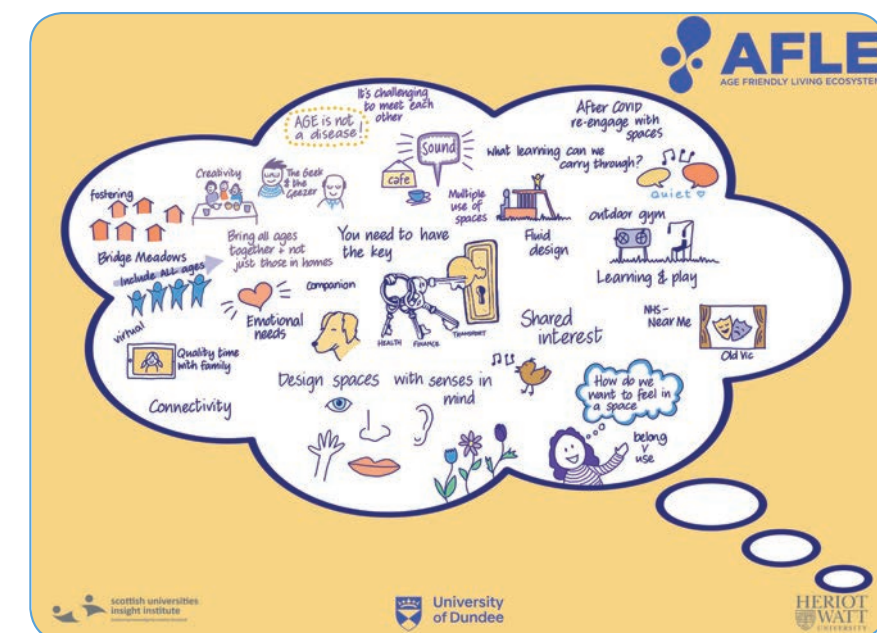 AFLE
AGE FRIENDLY LIVING ECOSYSTEM
It's challenging
to meet each
other
AGE is not
a disease!
After Covid
re-engage with
spaces
Sound
cafe
What learning can we
carry through?
Quiet
Creativity
The Geek
& the
Geezer
Multiple
use of
spaces
fostering
Bridge Meadows
Include ALL ages
Bring all ages
together + not
just those in homes
You need to have
the key
Fluid
design
outdoor gym
Learning & play
companion
Emotional
needs
HEALTH
FINANCE
TRANSPORT
Shared
interest
NHS-
Near Me
Old Vic
virtual
Quality time
with family
Connectivity
Design spaces with senses in
mind
How do we
want to feel in
a space
belong
use
scottish universities
insight institute
University
of Dundee
HERIOT
WATT
UNIVERSITY